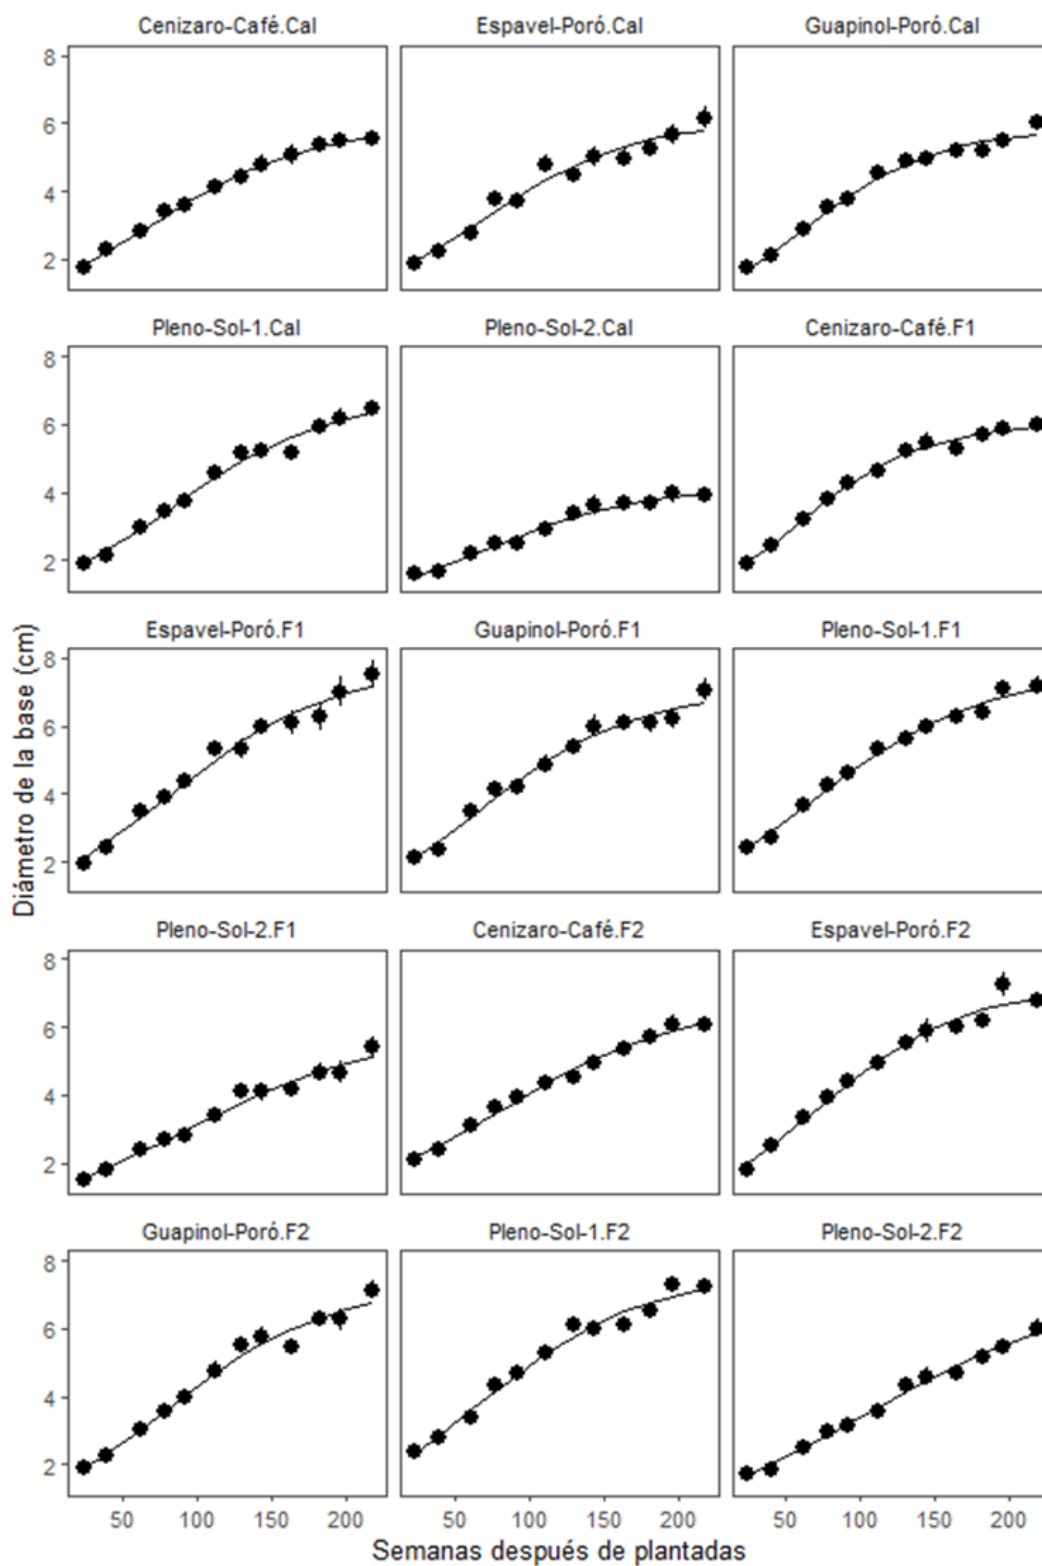 Cenizaro-Café.Cal Espavel-Poró.Cal Guapinol-Poró.Cal
8
6
4
2
Pleno-Sol-1.Cal Pleno-Sol-2.Cal Cenizaro-Café.F1
8
6
4
2
Espavel-Poró.F1 Guapinol-Poró.F1 Pleno-Sol-1.F1
8
6
4
2
Diámetro de la base (cm)
Pleno-Sol-2.F1 Cenizaro-Café.F2 Espavel-Poró.F2
8
6
4
2
Guapinol-Poró.F2 Pleno-Sol-1.F2 Pleno-Sol-2.F2
8
6
4
2
50 100 150 200 50 100 150 200 50 100 150 200
Semanas después de plantadas